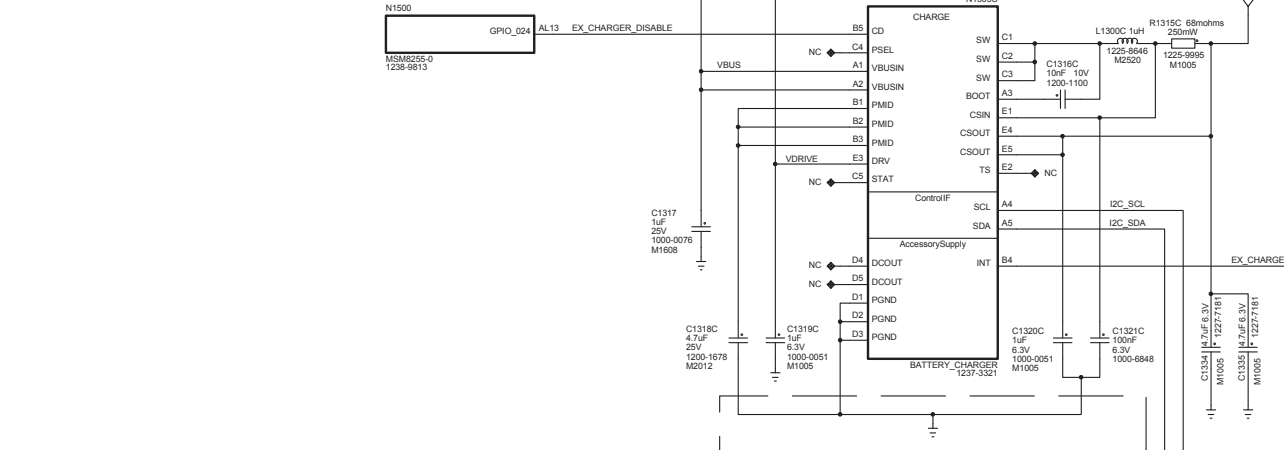 N1500
GPIO_024
AL13
EX_CHARGER_DISABLE
MSM8255-0
1238-9813
CHARGE
B5 CD
NC C4 PSEL
VBUS A1 VBUSIN
A2 VBUSIN
B1 PMID
B2 PMID
B3 PMID
VDRIVE E3 DRV
NC C5 STAT
SW C1
SW C2
SW C3
BOOT A3
CSIN E1
CSOUT E4
CSOUT E5
TS E2 NC
L1300C 1uH
1225-8646
M2520
R1315C 68mohms
250mW
1225-9995
M1005
C1316C
10nF 10V
1200-1100
ControlIF
SCL A4 I2C_SCL
SDA A5 I2C_SDA
AccessorySupply
NC D4 DCOUT
NC D5 DCOUT
D1 PGND
D2 PGND
D3 PGND
INT B4
EX_CHARGE
BATTERY_CHARGER
1237-3321
C1317
1uF
25V
1000-0076
M1608
C1318C
4.7uF
25V
1200-1678
M2012
C1319C
1uF
6.3V
1000-0051
M1005
C1320C
1uF
6.3V
1000-0051
M1005
C1321C
100nF
6.3V
1000-6848
C1334 4.7uF 6.3V
M1005 1227-7181
C1335 4.7uF 6.3V
M1005 1227-7181